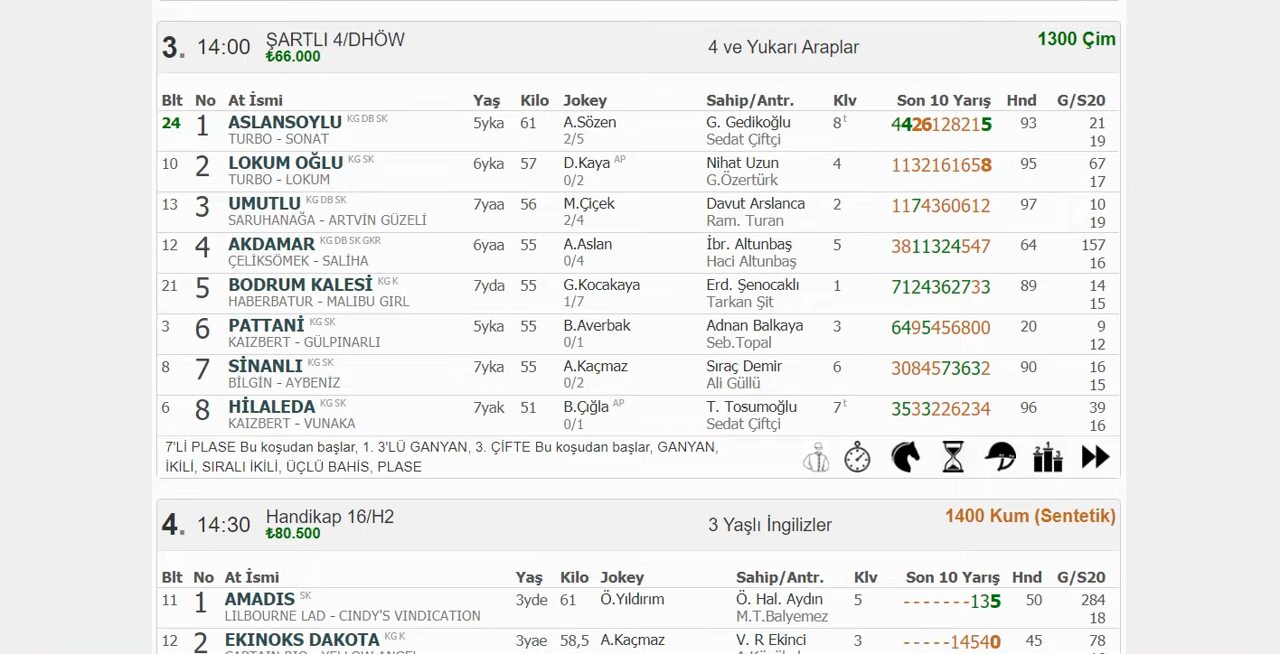 3. 14:00 ŞARTLI 4/DHÖW 4 ve Yukarı Araplar 1300 Çim
₺66.000
Blt No At İsmi Yaş Kilo Jokey Sahip/Antr. Klv Son 10 Yarış Hnd G/S20
24 1 ASLANSOYLU KG DB SK 5yka 61 A.Sözen G. Gedikoğlu 8 t 4426128215 93 21
TURBO - SONAT 2/5 Sedat Çiftçi 19
10 2 LOKUM OĞLU KG SK 6yka 57 D.Kaya AP Nihat Uzun 4 1132161658 95 67
TURBO - LOKUM 0/2 G.Özertürk 17
13 3 UMUTLU KG DB SK 7yaa 56 M.Çiçek Davut Arslanca 2 1174360612 97 10
SARUHANAĞA - ARTVİN GÜZELİ 2/4 Ram. Turan 19
12 4 AKDAMAR KG DB SK GKR 6yaa 55 A.Aslan İbr. Altunbaş 5 3811324547 64 157
ÇELİKSÖMEK - SALİHA 0/4 Haci Altunbaş 16
21 5 BODRUM KALESİ KG K 7yda 55 G.Kocakaya Erd. Şenocaklı 1 7124362733 89 14
HABERBATUR - MALIBU GIRL 1/7 Tarkan Şit 15
3 6 PATTANİ KG SK 5yka 55 B.Averbak Adnan Balkaya 3 6495456800 20 9
KAIZBERT - GÜLPINARLI 0/1 Seb.Topal 12
8 7 SİNANLI KG SK 7yka 55 A.Kaçmaz Sıraç Demir 6 3084573632 90 16
BİLGİN - AYBENİZ 0/2 Ali Güllü 15
6 8 HİLALEDA KG SK 7yak 51 B.Çığla AP T. Tosumoğlu 7 t 3533226234 96 39
KAIZBERT - VUNAKA 0/1 Sedat Çiftçi 16
7'Lİ PLASE Bu koşudan başlar, 1. 3'LÜ GANYAN, 3. ÇİFTE Bu koşudan başlar, GANYAN,
İKİLİ, SIRALI İKİLİ, ÜÇLÜ BAHİS, PLASE
4. 14:30 Handikap 16/H2 3 Yaşlı İngilizler 1400 Kum (Sentetik)
₺80.500
Blt No At İsmi Yaş Kilo Jokey Sahip/Antr. Klv Son 10 Yarış Hnd G/S20
11 1 AMADIS SK 3yde 61 Ö.Yıldırım Ö. Hal. Aydın 5 -------135 50 284
LILBOURNE LAD - CINDY'S VINDICATION M.T.Balyemez 18
12 2 EKINOKS DAKOTA KG K 3yae 58,5 A.Kaçmaz V. R Ekinci 3 -----14540 45 78